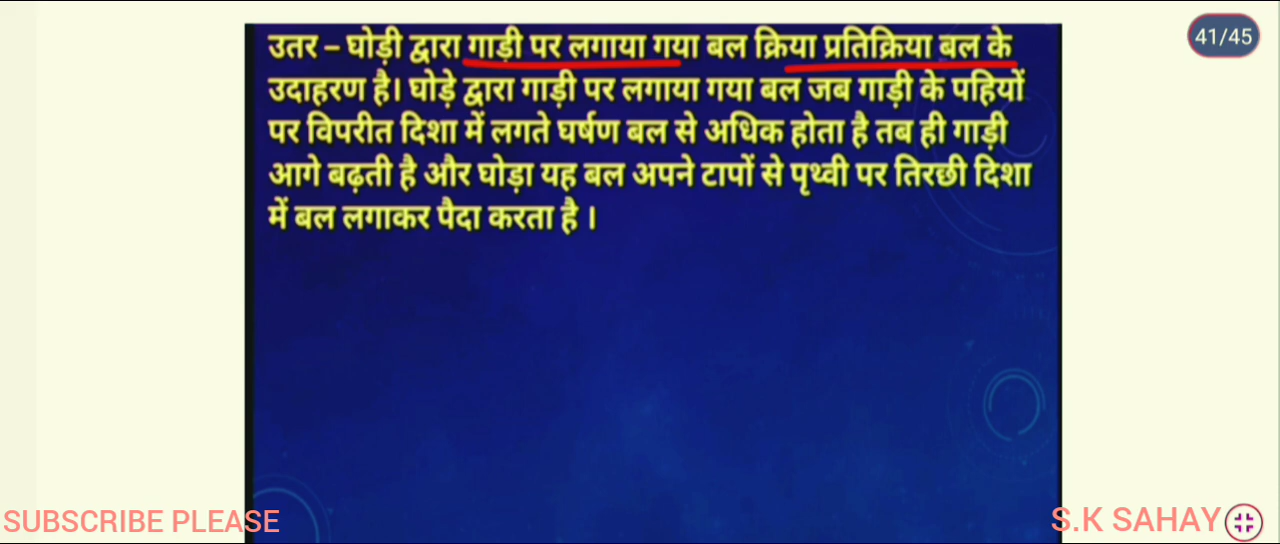 41/45
उतर – घोड़ी द्वारा गाड़ी पर लगाया गया बल क्रिया प्रतिक्रिया बल के
उदाहरण है। घोड़े द्वारा गाड़ी पर लगाया गया बल जब गाड़ी के पहियों
पर विपरीत दिशा में लगते घर्षण बल से अधिक होता है तब ही गाड़ी
आगे बढ़ती है और घोड़ा यह बल अपने टापों से पृथ्वी पर तिरछी दिशा
में बल लगाकर पैदा करता है ।
SUBSCRIBE PLEASE
S.K SAHAY